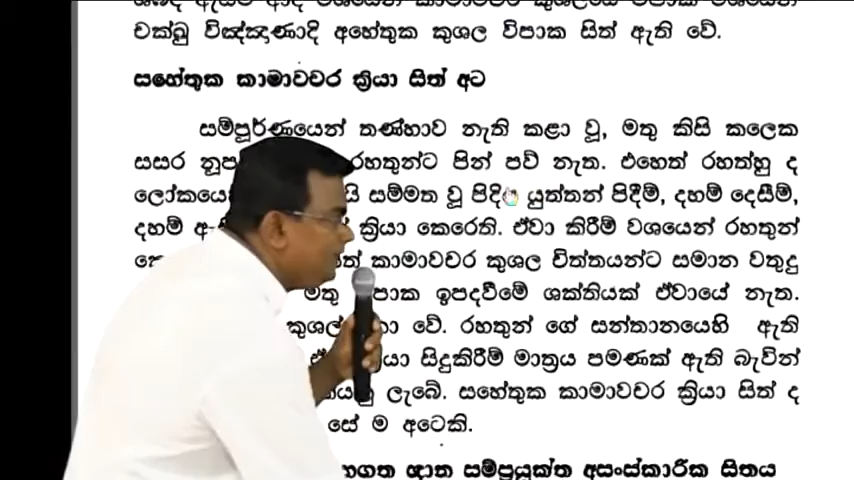 චක්ඛු විඤ්ඤාණාදි අහේතුක කුශල විපාක සිත් ඇති වේ.
සහේතුක කාමාවචර ක්‍රියා සිත් අට
සම්පූර්ණයෙන් තණ්හාව නැති කළා වූ, මතු කිසි කලෙක
සසර නූපදනා රහතුන්ට පින් පව් නැත. එහෙත් රහත්හු ද
ලෝකයෙහි සම්මත වූ පිදිය යුත්තන් පිදීම්, දහම් දෙසීම්,
දහම් ක්‍රියා කෙරෙති. ඒවා කිරීම් වශයෙන් රහතුන්
කාමාවචර කුශල චිත්තයන්ට සමාන වතුදු
මතු විපාක ඉපදවීමේ ශක්තියක් ඒවායේ නැත.
වේ. රහතුන් ගේ සන්තානයෙහි ඇති
ක්‍රියා සිදුකිරීම් මාත්‍රය පමණක් ඇති බැවින්
ලැබේ. සහේතුක කාමාවචර ක්‍රියා සිත් ද
සේ ම අටෙකි.
ඥාන සම්ප්‍රයුක්ත අසංස්කාරික සිතය